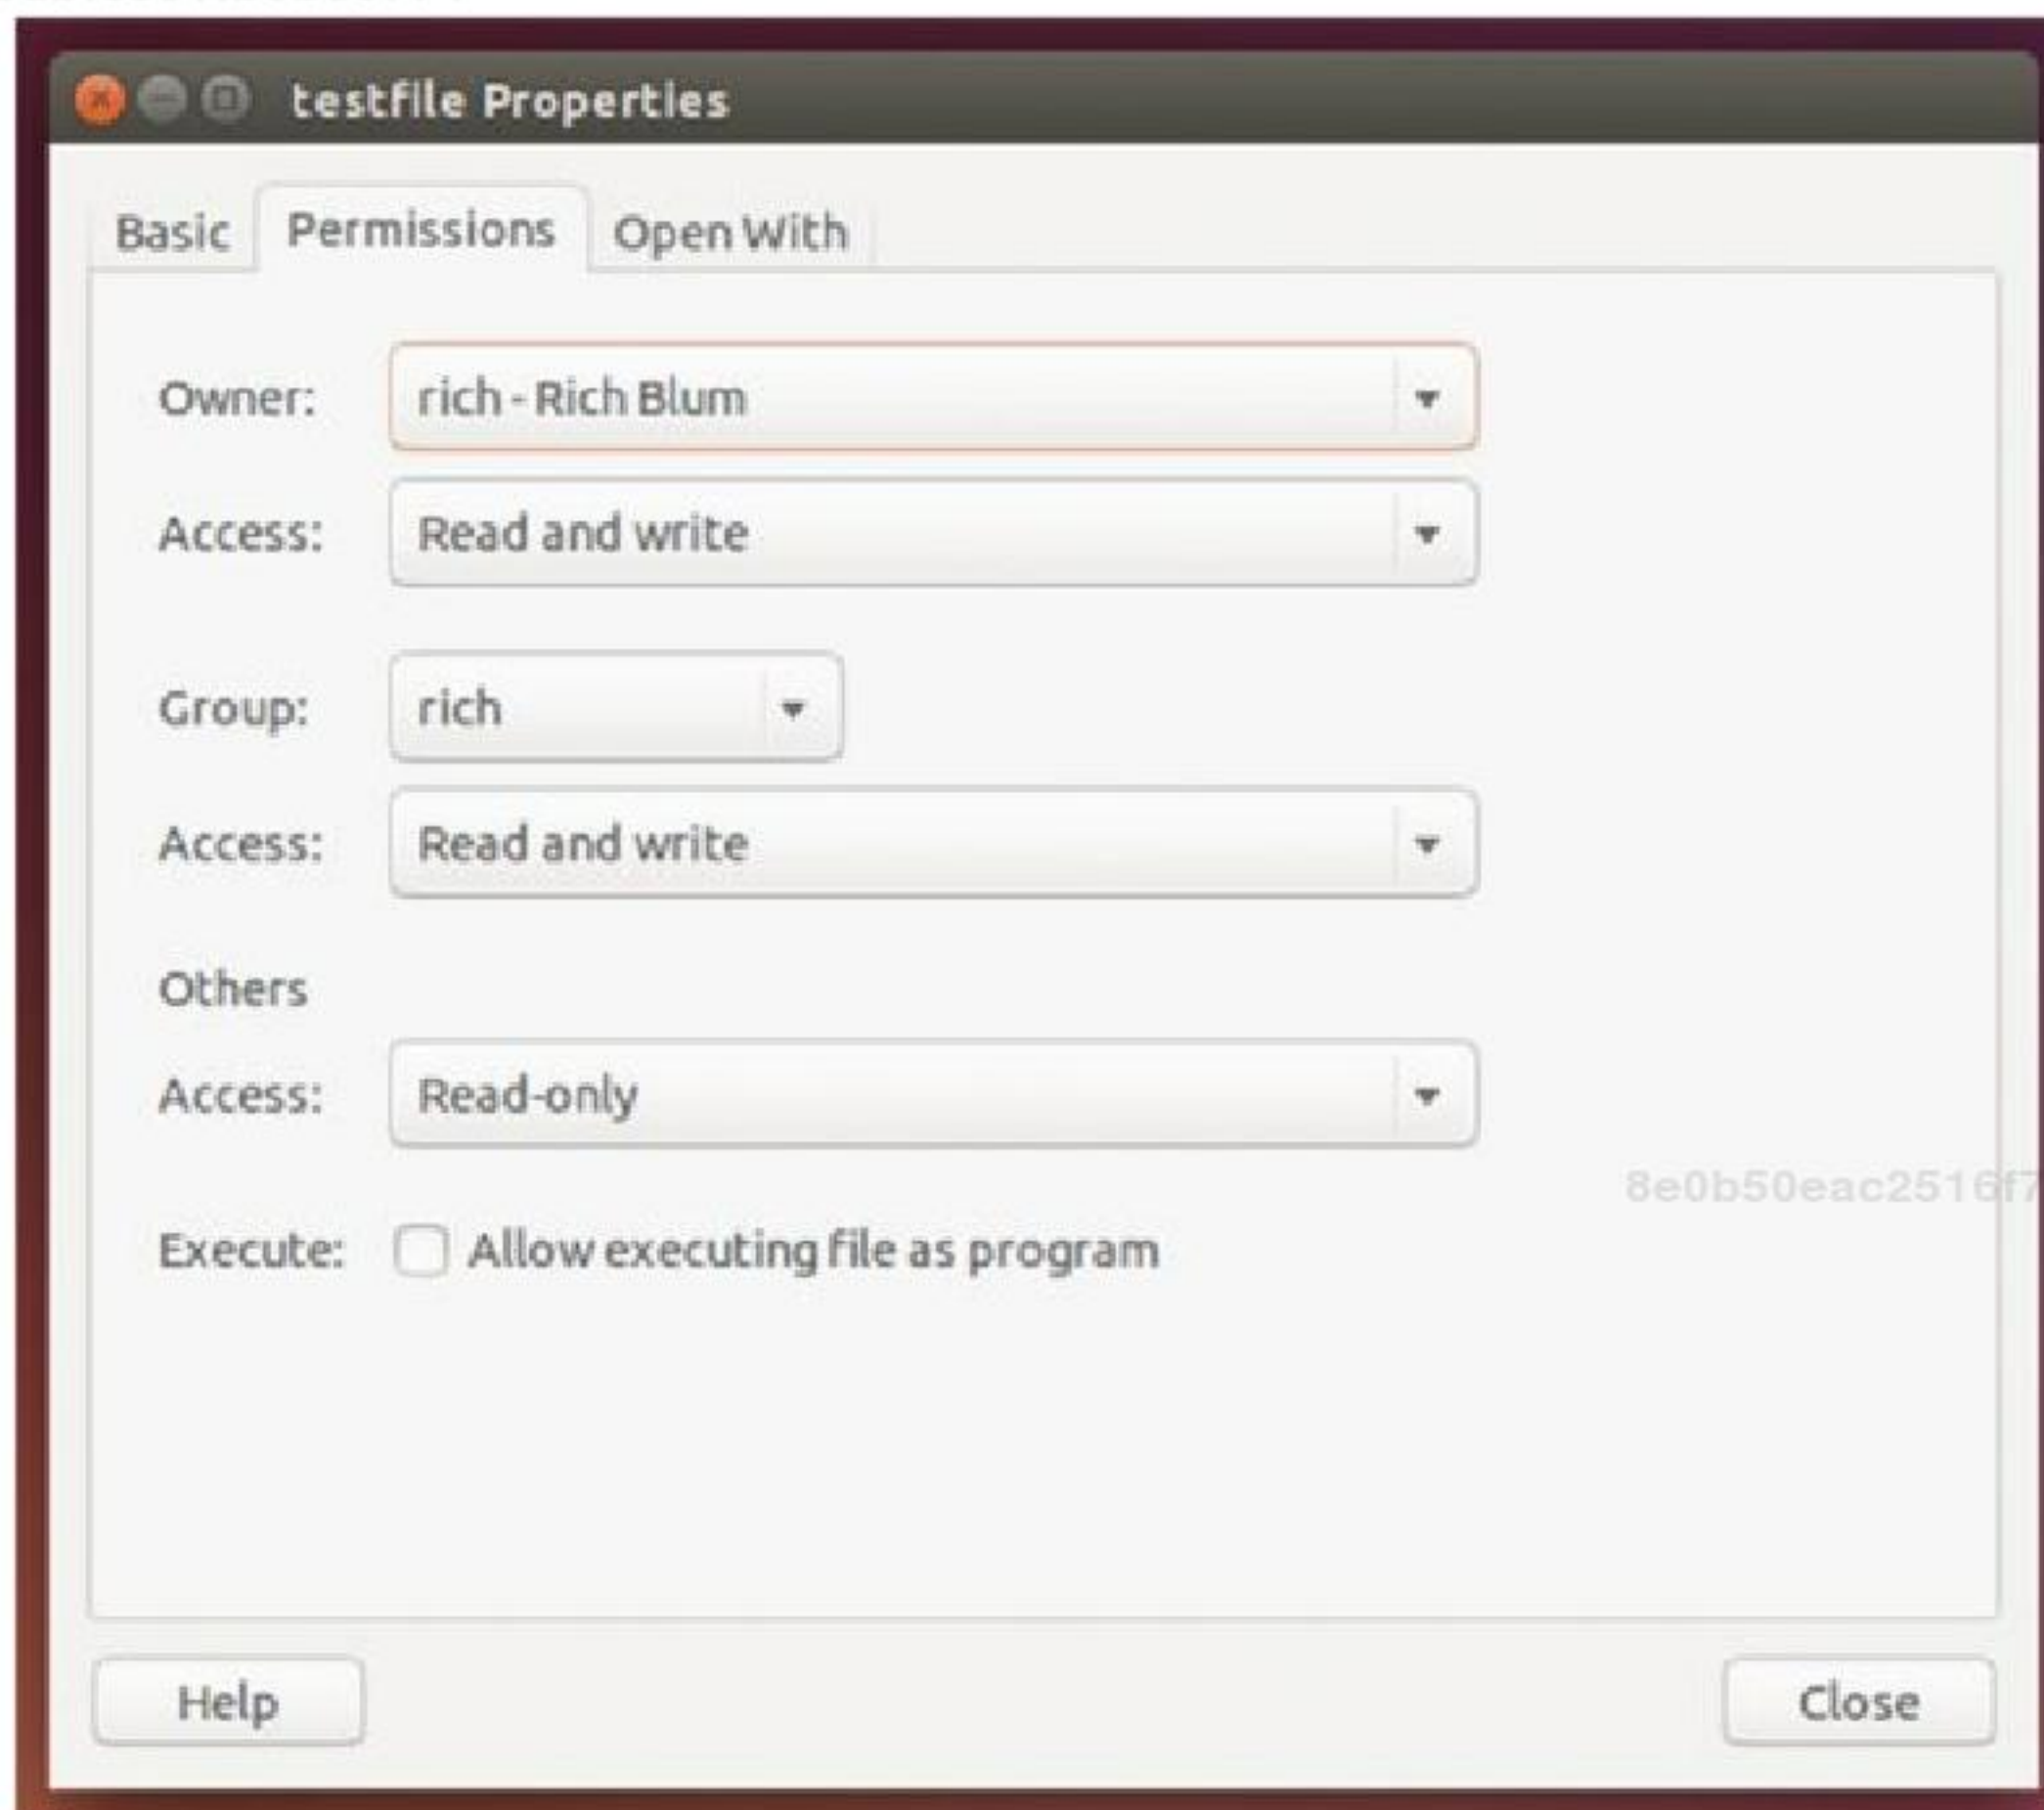 testfile Properties
Basic Permissions Open With
Owner: rich - Rich Blum
Access: Read and write
Group: rich
Access: Read and write
Others
Access: Read-only
8e0b50eac2516f7
Execute: Allow executing file as program
Help Close